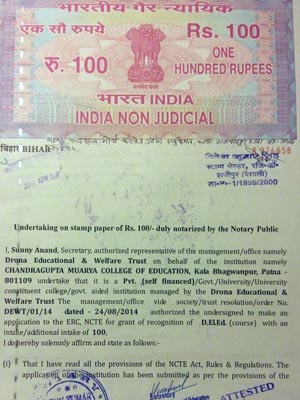 भारतीय गैर न्यायिक
एक सौ रुपये
Rs. 100
रु. 100
ONE
HUNDRED RUPEES
भारत INDIA
INDIA NON JUDICIAL
बिहार BIHAR
Undertaking on stamp paper of Rs. 100/- duly notarized by the Notary Public
I, Sunny Anand, Secretary, authorized representative of the management/office namely
Drona Educational & Welfrat Trust on behalf of the institution namely
CHANDRAGUPTA MUARYA COLLEGE OF EDUCATION, Kala Bhagwanpur, Patna -
801109 undertake that it is a Pvt. (self financed)/Govt./University/University
constituent college/govt. aided institution managed by the Drona Educational &
Welfrat Trust The management/office vide society/trust resolution/order No.
DEWT/01/14 dated - 24/08/2014 authorized the undersigned to make an
application to the ERC, NCTE for grant of recognition of D.ELEd. (course) with an
intake/additional intake of 100,
I do hereby solemnly affirm and state as follows:-
(i) That I have read all the provisions of the NCTE Act, Rules & Regulations. The
application of the institution has been submitted as per the provisions of the
ATTESTED